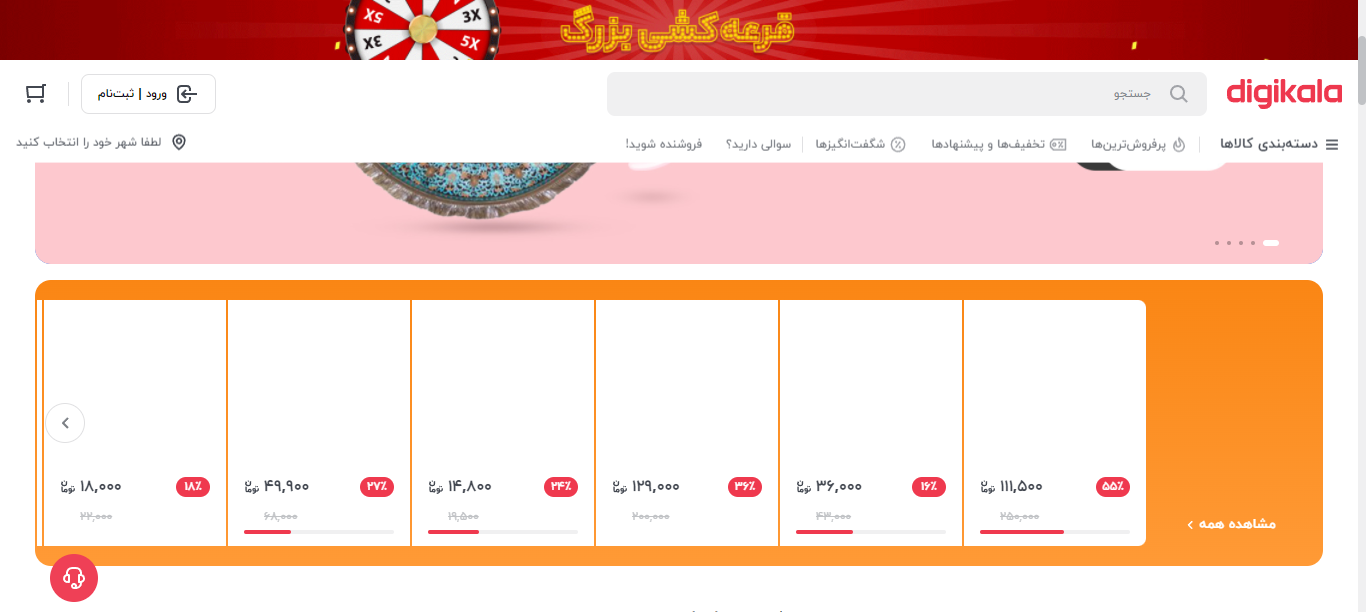 قرعه‌کشی بزرگ
3X
5X
3X
5X
digikala
جستجو
ورود | ثبت‌نام
دسته‌بندی کالاها
پرفروش‌ترین‌ها
تخفیف‌ها و پیشنهادها
شگفت‌انگیزها
سوالی دارید؟
فروشنده شوید!
لطفا شهر خود را انتخاب کنید
مشاهده همه
۵۵٪ ۱۱۱,۵۰۰ تومان
۲۵۰,۰۰۰
۱۶٪ ۳۶,۰۰۰ تومان
۴۳,۰۰۰
۳۶٪ ۱۲۹,۰۰۰ تومان
۲۰۰,۰۰۰
۲۴٪ ۱۴,۸۰۰ تومان
۱۹,۵۰۰
۲۷٪ ۴۹,۹۰۰ تومان
۶۸,۰۰۰
۱۸٪ ۱۸,۰۰۰ تومان
۲۲,۰۰۰